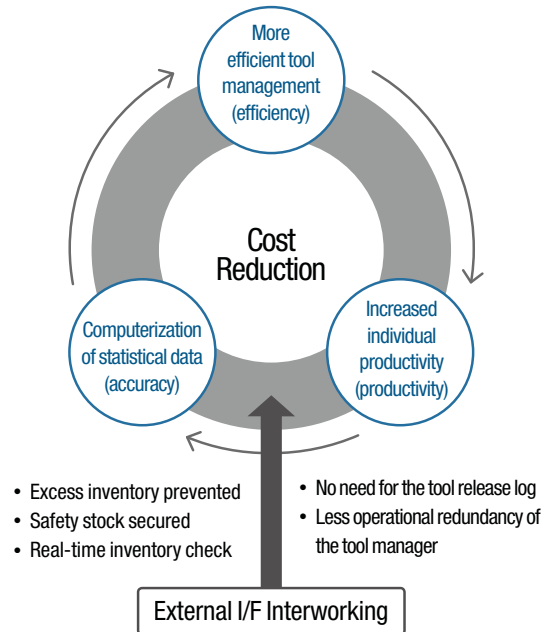 More
efficient tool
management
(efficiency)
Cost
Reduction
Computerization
of statistical data
(accuracy)
Increased
individual
productivity
(productivity)
• Excess inventory prevented
• Safety stock secured
• Real-time inventory check
• No need for the tool release log
• Less operational redundancy of
the tool manager
External I/F Interworking